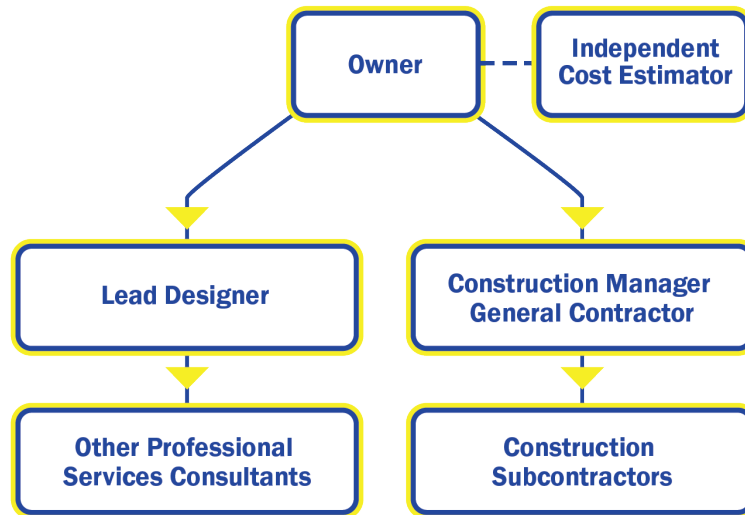 Owner
Independent
Cost Estimator
Lead Designer
Construction Manager
General Contractor
Other Professional
Services Consultants
Construction
Subcontractors